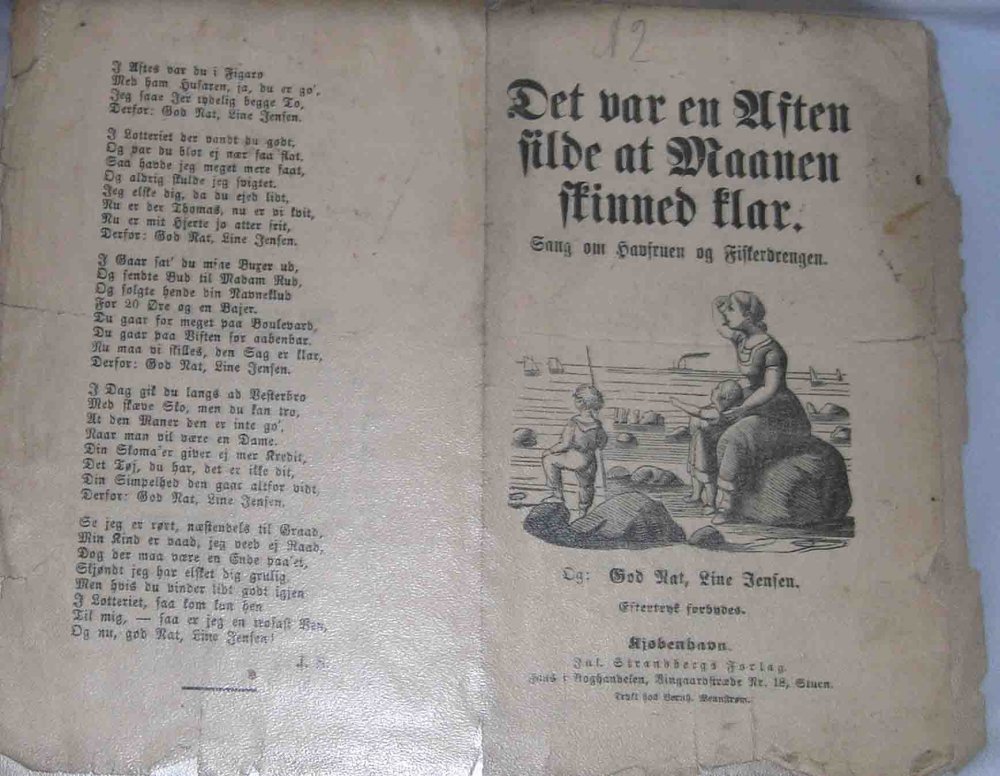 I Aftes var du i Figaro
Med ham Husaren, ja, du er go',
Jeg saae Jer tydelig begge To,
Derfor: God Nat, Line Jensen.
I Lotteriet der vandt du godt,
Og var du blot ej nær saa flot,
Saa havde jeg meget mere faat,
Og aldrig skulde jeg svigtet.
Jeg elske dig, da du ejed lidt,
Nu er der Thomas, nu er vi kvit,
Nu er mit Hjerte jo atter frit,
Derfor: God Nat, Line Jensen.
I Gaar sat' du mine Buxer ud,
Og sendte Bud til Madam Rud,
Og solgte hende din Navneklud
For 20 Øre og en Bajer.
Du gaar for meget paa Boulevard,
Du gaar paa Viften for aabenbar.
Nu maa vi skilles, den Sag er klar,
Derfor: God Nat, Line Jensen.
I Dag gik du langs ad Vesterbro
Med skæve Sko, men du kan tro,
At den Maner den er inte go',
Naar man vil være en Dame.
Din Skoma'er giver ej mer Kredit,
Det Tøj, du har, det er ikke dit,
Din Simpelhed den gaar altfor vidt,
Derfor: God Nat, Line Jensen.
Se jeg er rørt, næstendels til Graad,
Min Kind er vaad, jeg veed ej Raad,
Dog der maa være en Ende paa'et,
Skjøndt jeg har elsket dig grulig.
Men hvis du vinder lidt godt igjen
I Lotteriet, saa kom kun hen
Til mig, — saa er jeg en trofast Ven,
Og nu, god Nat, Line Jensen!
J. S.
12
Det var en Aften
silde at Maanen
skinned klar.
Sang om Havfruen og Fiskerdrengen.
Og: God Nat, Line Jensen.
Eftertryk forbydes.
Kjøbenhavn.
Jul. Strandbergs Forlag.
Faas i Boghandelen, Vingaardstræde Nr. 18, Stuen.
Trykt hos Bernh. Wennstrøm.